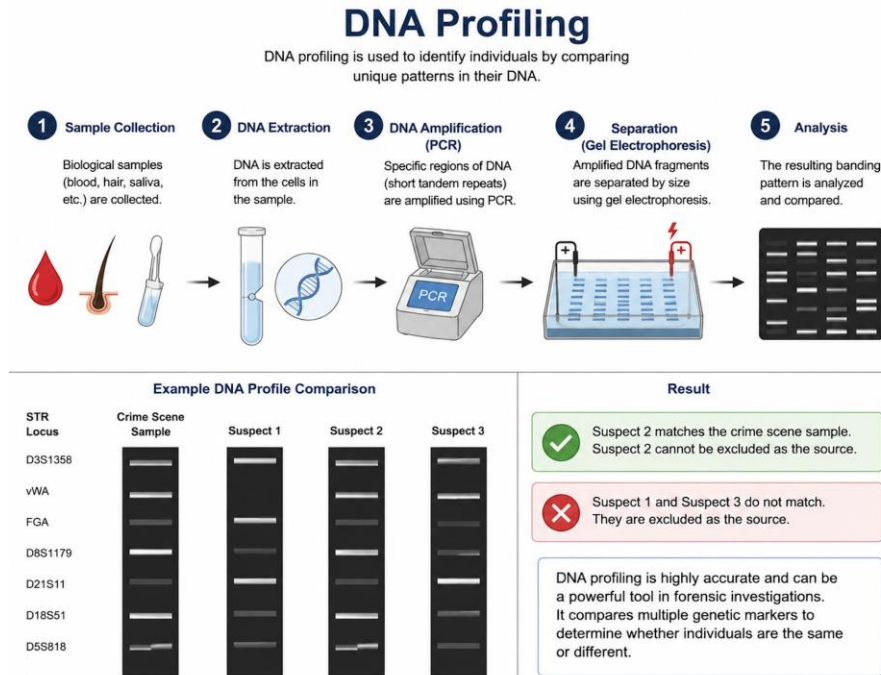 DNA Profiling
DNA profiling is used to identify individuals by comparing
unique patterns in their DNA.
1 Sample Collection
Biological samples
(blood, hair, saliva,
etc.) are collected.
2 DNA Extraction
DNA is extracted
from the cells in
the sample.
3 DNA Amplification
(PCR)
Specific regions of DNA
(short tandem repeats)
are amplified using PCR.
PCR
4 Separation
(Gel Electrophoresis)
Amplified DNA fragments
are separated by size
using gel electrophoresis.
+
+
5 Analysis
The resulting banding
pattern is analyzed
and compared.
Example DNA Profile Comparison
STR
Locus
Crime Scene
Sample
Suspect 1
Suspect 2
Suspect 3
D3S1358
vWA
FGA
D8S1179
D21S11
D18S51
D5S818
Result
Suspect 2 matches the crime scene sample.
Suspect 2 cannot be excluded as the source.
Suspect 1 and Suspect 3 do not match.
They are excluded as the source.
DNA profiling is highly accurate and can be
a powerful tool in forensic investigations.
It compares multiple genetic markers to
determine whether individuals are the same
or different.